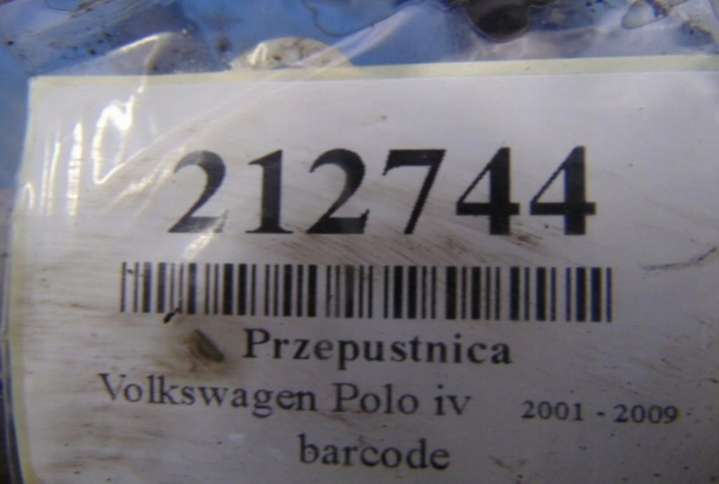 212744
Przepustnica
Volkswagen Polo iv 2001 - 2009
barcode